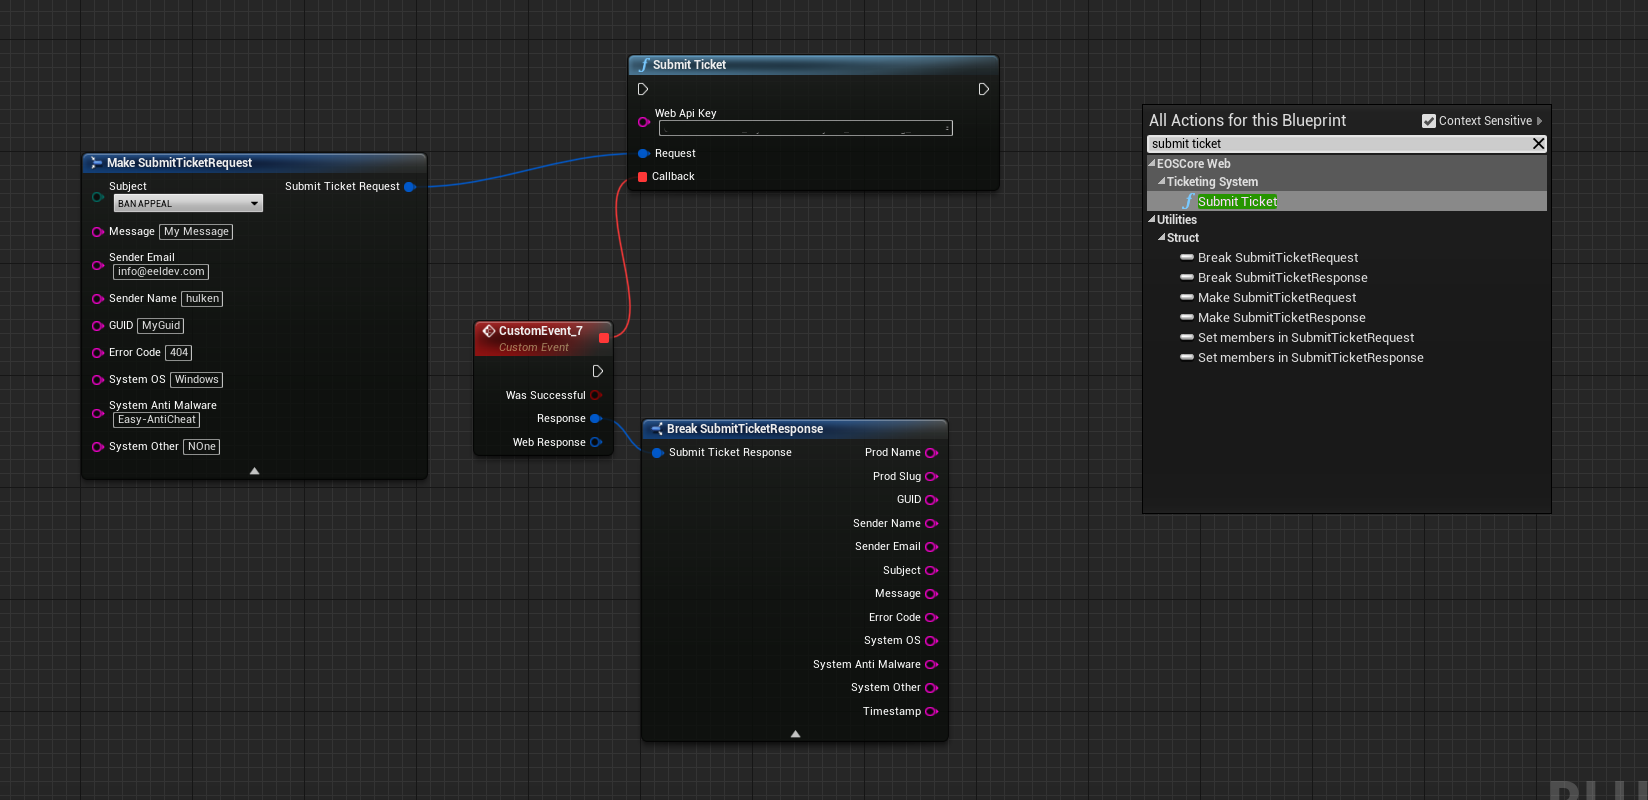 Submit Ticket
Web Api Key
Request
Callback
Make SubmitTicketRequest
Subject
Submit Ticket Request
BAN APPEAL
Message My Message
Sender Email
info@eeldev.com
Sender Name hulken
GUID MyGuid
Error Code 404
System OS Windows
System Anti Malware
Easy-AntiCheat
System Other NOne
CustomEvent_7
Custom Event
Was Successful
Response
Web Response
Break SubmitTicketResponse
Submit Ticket Response
Prod Name
Prod Slug
GUID
Sender Name
Sender Email
Subject
Message
Error Code
System OS
System Anti Malware
System Other
Timestamp
All Actions for this Blueprint
Context Sensitive
submit ticket
EOSCore Web
Ticketing System
Submit Ticket
Utilities
Struct
Break SubmitTicketRequest
Break SubmitTicketResponse
Make SubmitTicketRequest
Make SubmitTicketResponse
Set members in SubmitTicketRequest
Set members in SubmitTicketResponse